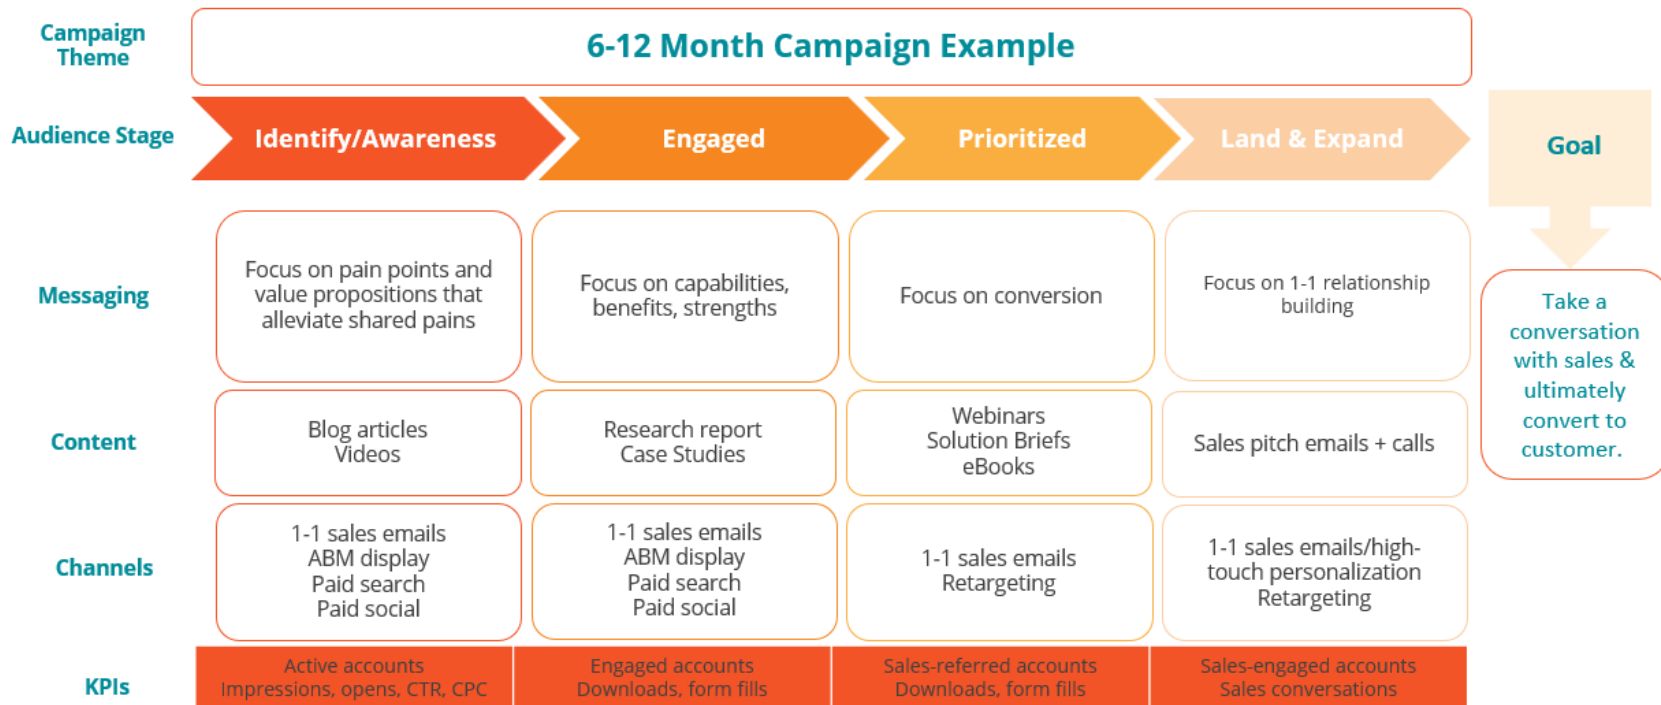 Campaign
Theme
6-12 Month Campaign Example
Audience Stage
Identify/Awareness
Engaged
Prioritized
Land & Expand
Goal
Messaging
Focus on pain points and
value propositions that
alleviate shared pains
Focus on capabilities,
benefits, strengths
Focus on conversion
Focus on 1-1 relationship
building
Take a
conversation
with sales &
ultimately
convert to
customer.
Content
Blog articles
Videos
Research report
Case Studies
Webinars
Solution Briefs
eBooks
Sales pitch emails + calls
Channels
1-1 sales emails
ABM display
Paid search
Paid social
1-1 sales emails
ABM display
Paid search
Paid social
1-1 sales emails
Retargeting
1-1 sales emails/high-
touch personalization
Retargeting
KPIs
Active accounts
Impressions, opens, CTR, CPC
Engaged accounts
Downloads, form fills
Sales-referred accounts
Downloads, form fills
Sales-engaged accounts
Sales conversations